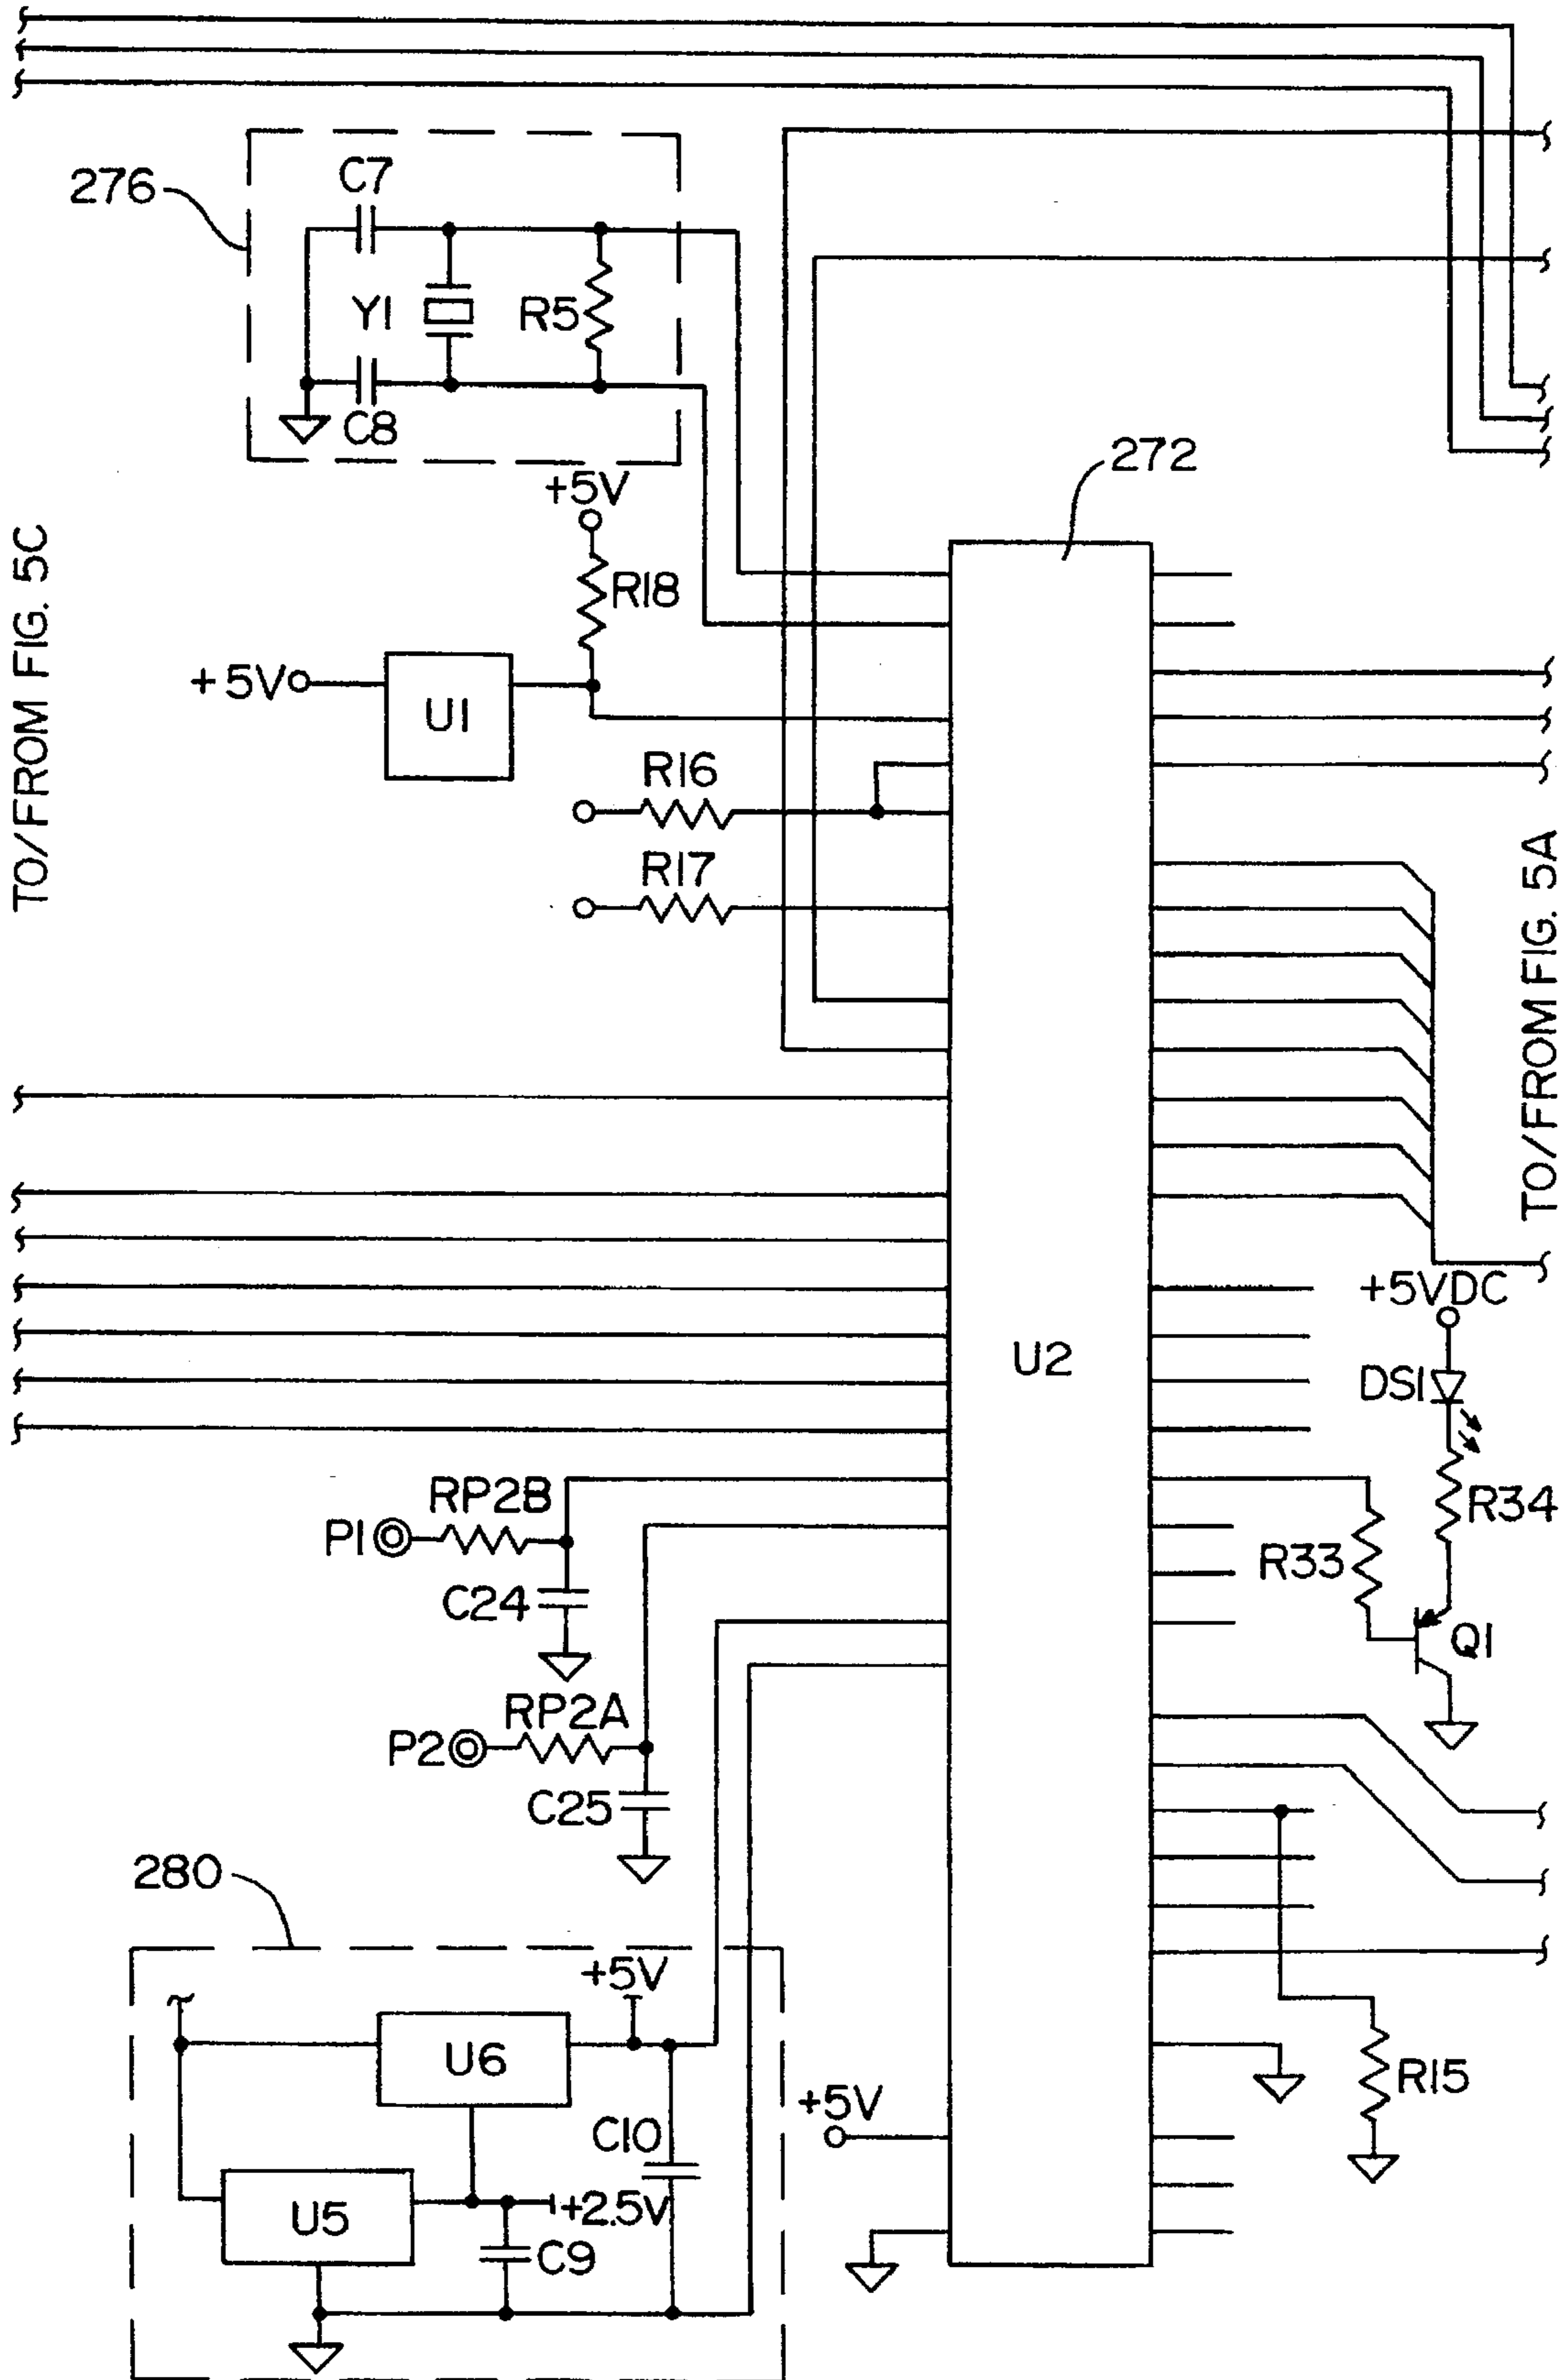 C7
276
Y1
R5
C8
+5V
272
R18
TO/FROM FIG. 5C
+5V
U1
R16
R17
TO/FROM FIG. 5A
+5VDC
U2
DS1
RP2B
R34
P1
R33
C24
Q1
RP2A
P2
C25
280
+5V
U6
R15
+5V
C10
U5
+2.5V
C9